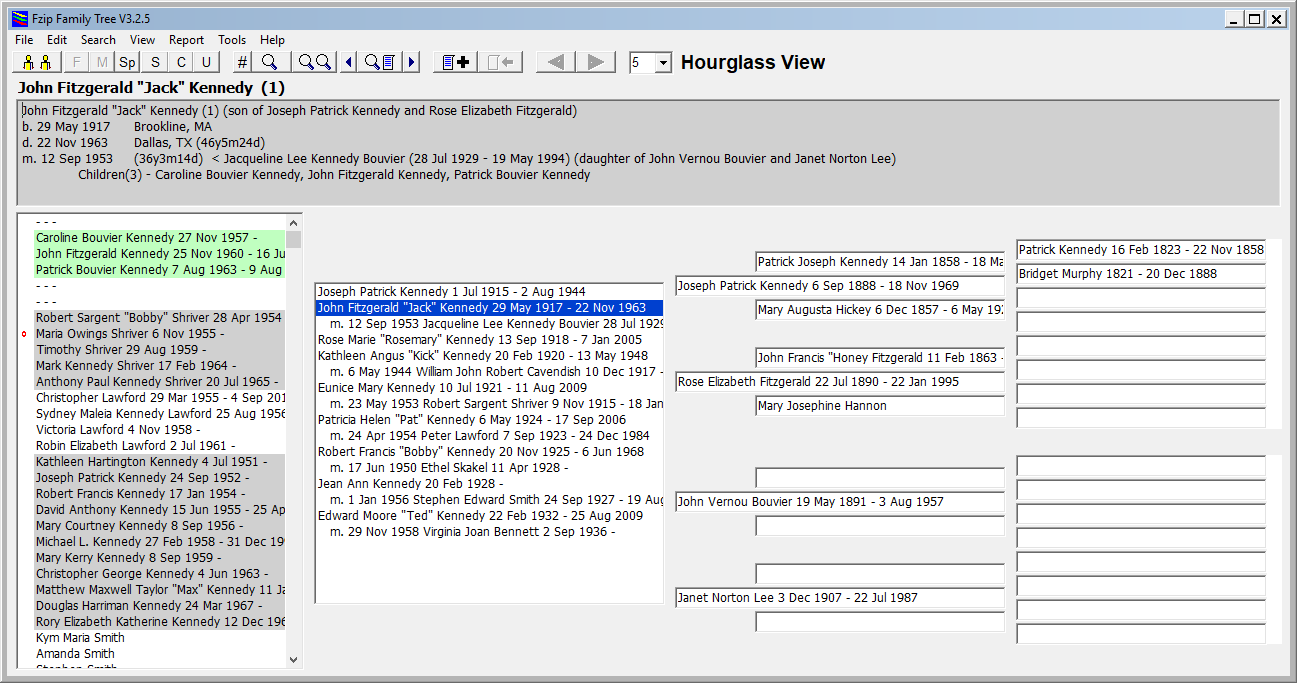 Fzip Family Tree V3.2.5
File Edit Search View Report Tools Help
F M Sp S C U # 5 Hourglass View
John Fitzgerald "Jack" Kennedy (1)
John Fitzgerald "Jack" Kennedy (1) (son of Joseph Patrick Kennedy and Rose Elizabeth Fitzgerald)
b. 29 May 1917 Brookline, MA
d. 22 Nov 1963 Dallas, TX (46y5m24d)
m. 12 Sep 1953 (36y3m14d) < Jacqueline Lee Kennedy Bouvier (28 Jul 1929 - 19 May 1994) (daughter of John Vernou Bouvier and Janet Norton Lee)
Children(3) - Caroline Bouvier Kennedy, John Fitzgerald Kennedy, Patrick Bouvier Kennedy
- - -
Caroline Bouvier Kennedy 27 Nov 1957 -
John Fitzgerald Kennedy 25 Nov 1960 - 16 Ju
Patrick Bouvier Kennedy 7 Aug 1963 - 9 Aug
- - -
- - -
Robert Sargent "Bobby" Shriver 28 Apr 1954
Maria Owings Shriver 6 Nov 1955 -
Timothy Shriver 29 Aug 1959 -
Mark Kennedy Shriver 17 Feb 1964 -
Anthony Paul Kennedy Shriver 20 Jul 1965 -
Christopher Lawford 29 Mar 1955 - 4 Sep 201
Sydney Maleia Kennedy Lawford 25 Aug 1956
Victoria Lawford 4 Nov 1958 -
Robin Elizabeth Lawford 2 Jul 1961 -
Kathleen Hartington Kennedy 4 Jul 1951 -
Joseph Patrick Kennedy 24 Sep 1952 -
Robert Francis Kennedy 17 Jan 1954 -
David Anthony Kennedy 15 Jun 1955 - 25 Ap
Mary Courtney Kennedy 8 Sep 1956 -
Michael L. Kennedy 27 Feb 1958 - 31 Dec 19
Mary Kerry Kennedy 8 Sep 1959 -
Christopher George Kennedy 4 Jun 1963 -
Matthew Maxwell Taylor "Max" Kennedy 11 Ja
Douglas Harriman Kennedy 24 Mar 1967 -
Rory Elizabeth Katherine Kennedy 12 Dec 196
Kym Maria Smith
Amanda Smith
Stephen Smith
Joseph Patrick Kennedy 1 Jul 1915 - 2 Aug 1944
John Fitzgerald "Jack" Kennedy 29 May 1917 - 22 Nov 1963
m. 12 Sep 1953 Jacqueline Lee Kennedy Bouvier 28 Jul 1929
Rose Marie "Rosemary" Kennedy 13 Sep 1918 - 7 Jan 2005
Kathleen Angus "Kick" Kennedy 20 Feb 1920 - 13 May 1948
m. 6 May 1944 William John Robert Cavendish 10 Dec 1917 -
Eunice Mary Kennedy 10 Jul 1921 - 11 Aug 2009
m. 23 May 1953 Robert Sargent Shriver 9 Nov 1915 - 18 Jan
Patricia Helen "Pat" Kennedy 6 May 1924 - 17 Sep 2006
m. 24 Apr 1954 Peter Lawford 7 Sep 1923 - 24 Dec 1984
Robert Francis "Bobby" Kennedy 20 Nov 1925 - 6 Jun 1968
m. 17 Jun 1950 Ethel Skakel 11 Apr 1928 -
Jean Ann Kennedy 20 Feb 1928 -
m. 1 Jan 1956 Stephen Edward Smith 24 Sep 1927 - 19 Aug
Edward Moore "Ted" Kennedy 22 Feb 1932 - 25 Aug 2009
m. 29 Nov 1958 Virginia Joan Bennett 2 Sep 1936 -
Patrick Joseph Kennedy 14 Jan 1858 - 18 Ma
Joseph Patrick Kennedy 6 Sep 1888 - 18 Nov 1969
Mary Augusta Hickey 6 Dec 1857 - 6 May 192
John Francis "Honey Fitzgerald 11 Feb 1863 -
Rose Elizabeth Fitzgerald 22 Jul 1890 - 22 Jan 1995
Mary Josephine Hannon
John Vernou Bouvier 19 May 1891 - 3 Aug 1957
Janet Norton Lee 3 Dec 1907 - 22 Jul 1987
Patrick Kennedy 16 Feb 1823 - 22 Nov 1858
Bridget Murphy 1821 - 20 Dec 1888